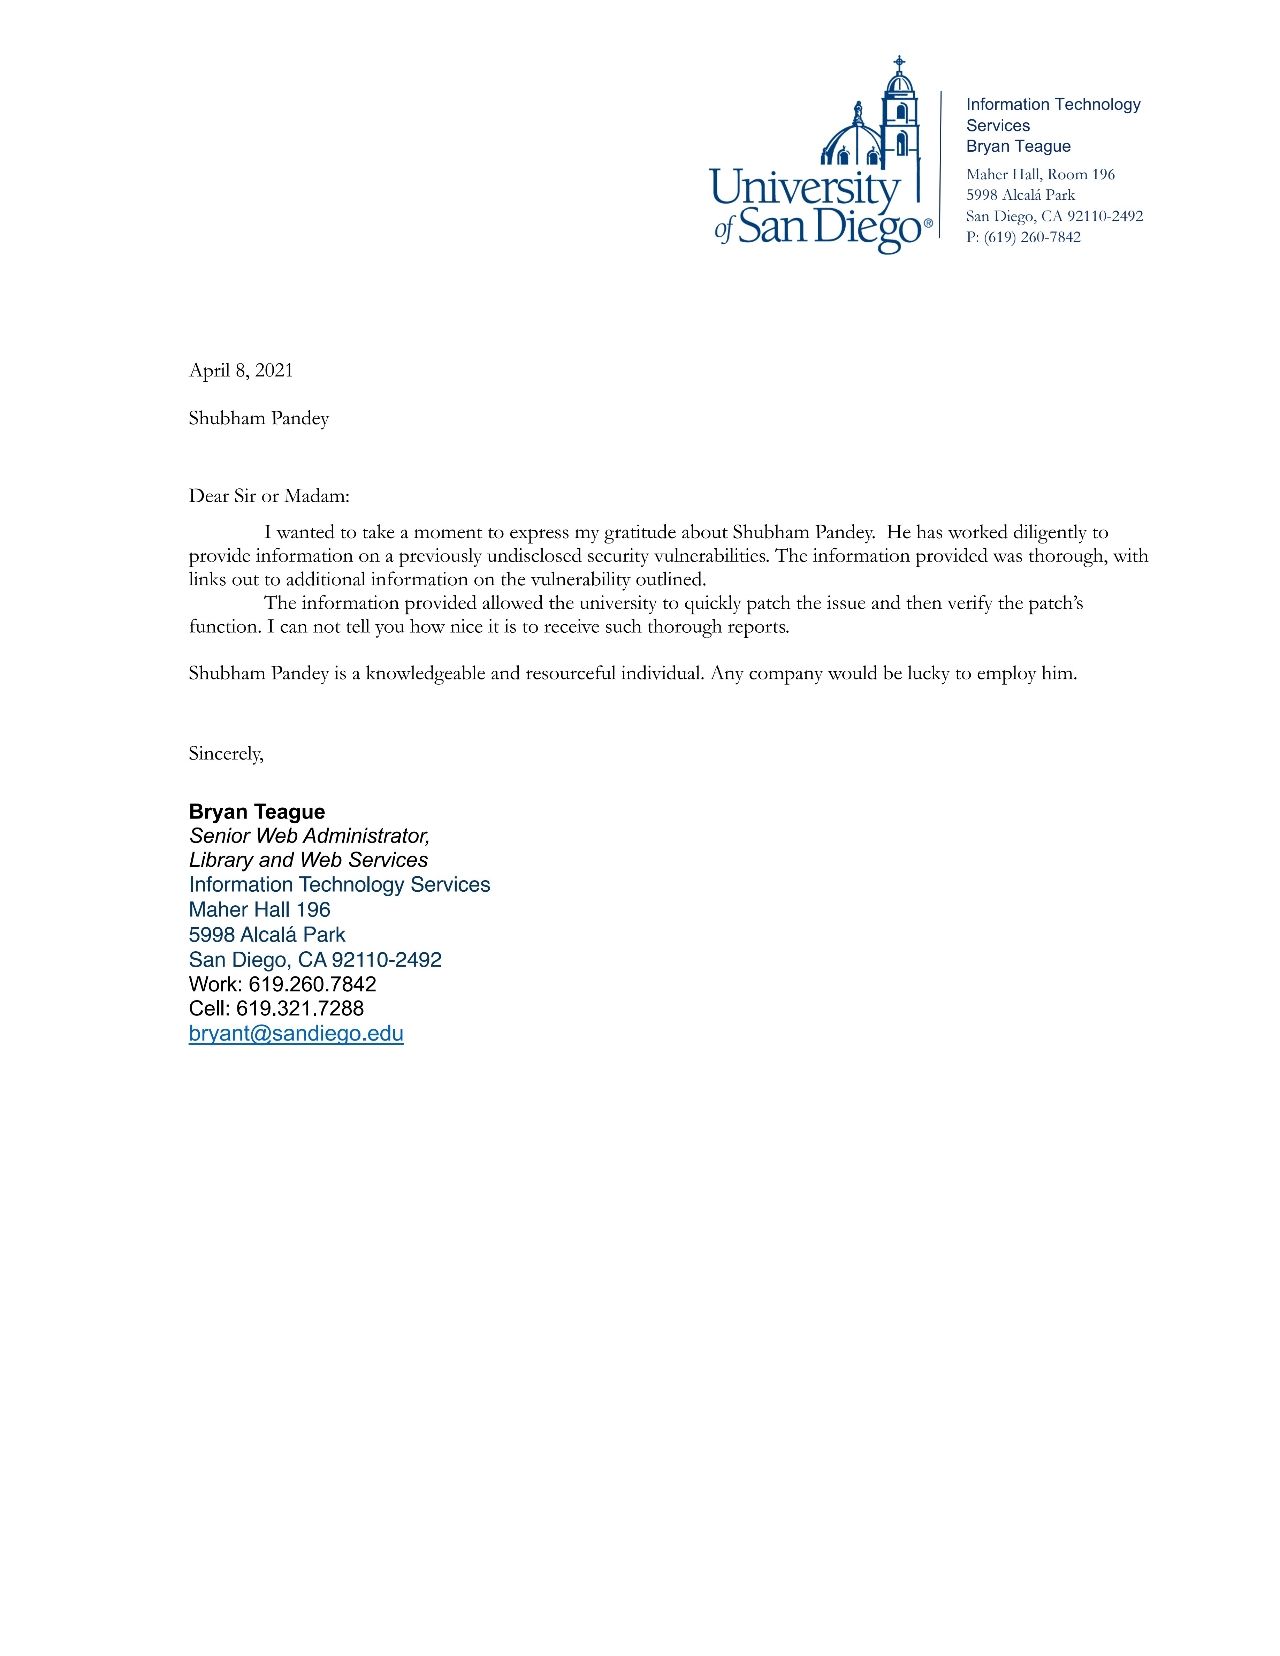 University
of San Diego®
Information Technology
Services
Bryan Teague
Maher Hall, Room 196
5998 Alcalá Park
San Diego, CA 92110-2492
P: (619) 260-7842
April 8, 2021
Shubham Pandey
Dear Sir or Madam:
I wanted to take a moment to express my gratitude about Shubham Pandey.  He has worked diligently to
provide information on a previously undisclosed security vulnerabilities. The information provided was thorough, with
links out to additional information on the vulnerability outlined.
The information provided allowed the university to quickly patch the issue and then verify the patch’s
function. I can not tell you how nice it is to receive such thorough reports.
Shubham Pandey is a knowledgeable and resourceful individual. Any company would be lucky to employ him.
Sincerely,
Bryan Teague
Senior Web Administrator,
Library and Web Services
Information Technology Services
Maher Hall 196
5998 Alcalá Park
San Diego, CA 92110-2492
Work: 619.260.7842
Cell: 619.321.7288
bryant@sandiego.edu